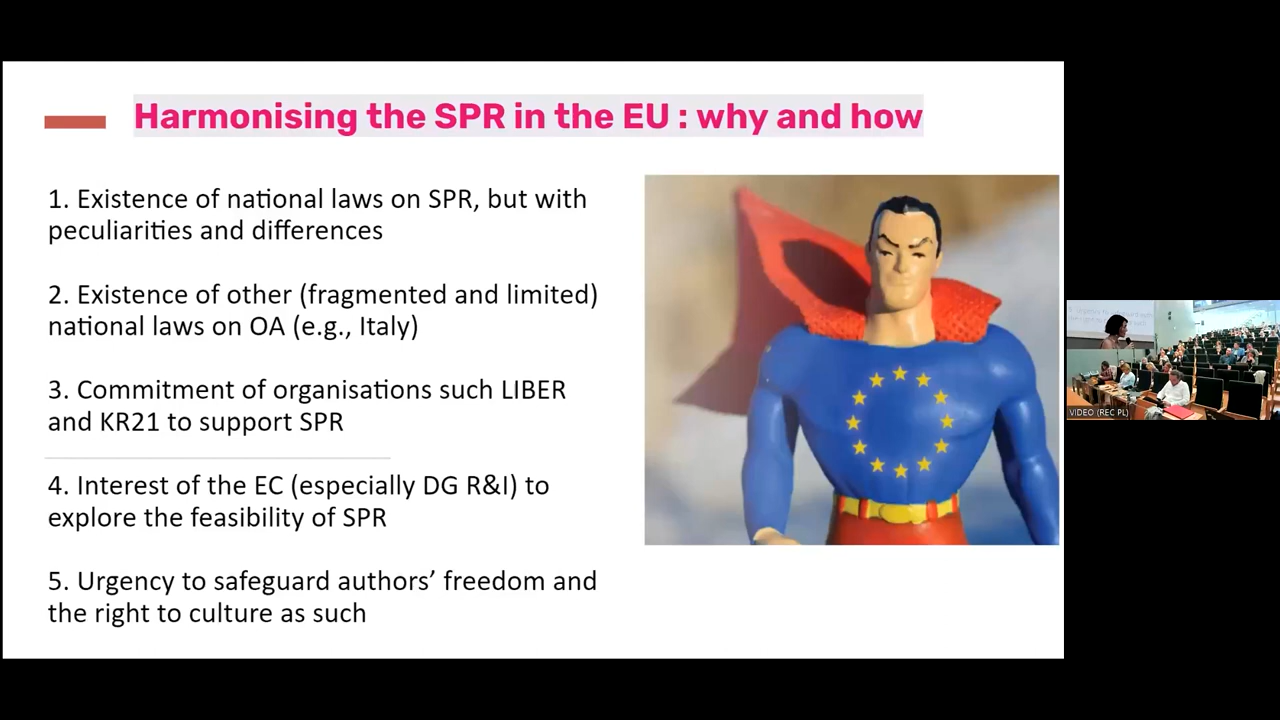 Harmonising the SPR in the EU : why and how
1. Existence of national laws on SPR, but with
peculiarities and differences
2. Existence of other (fragmented and limited)
national laws on OA (e.g., Italy)
3. Commitment of organisations such LIBER
and KR21 to support SPR
4. Interest of the EC (especially DG R&I) to
explore the feasibility of SPR
5. Urgency to safeguard authors’ freedom and
the right to culture as such
VIDEO (REC PL)